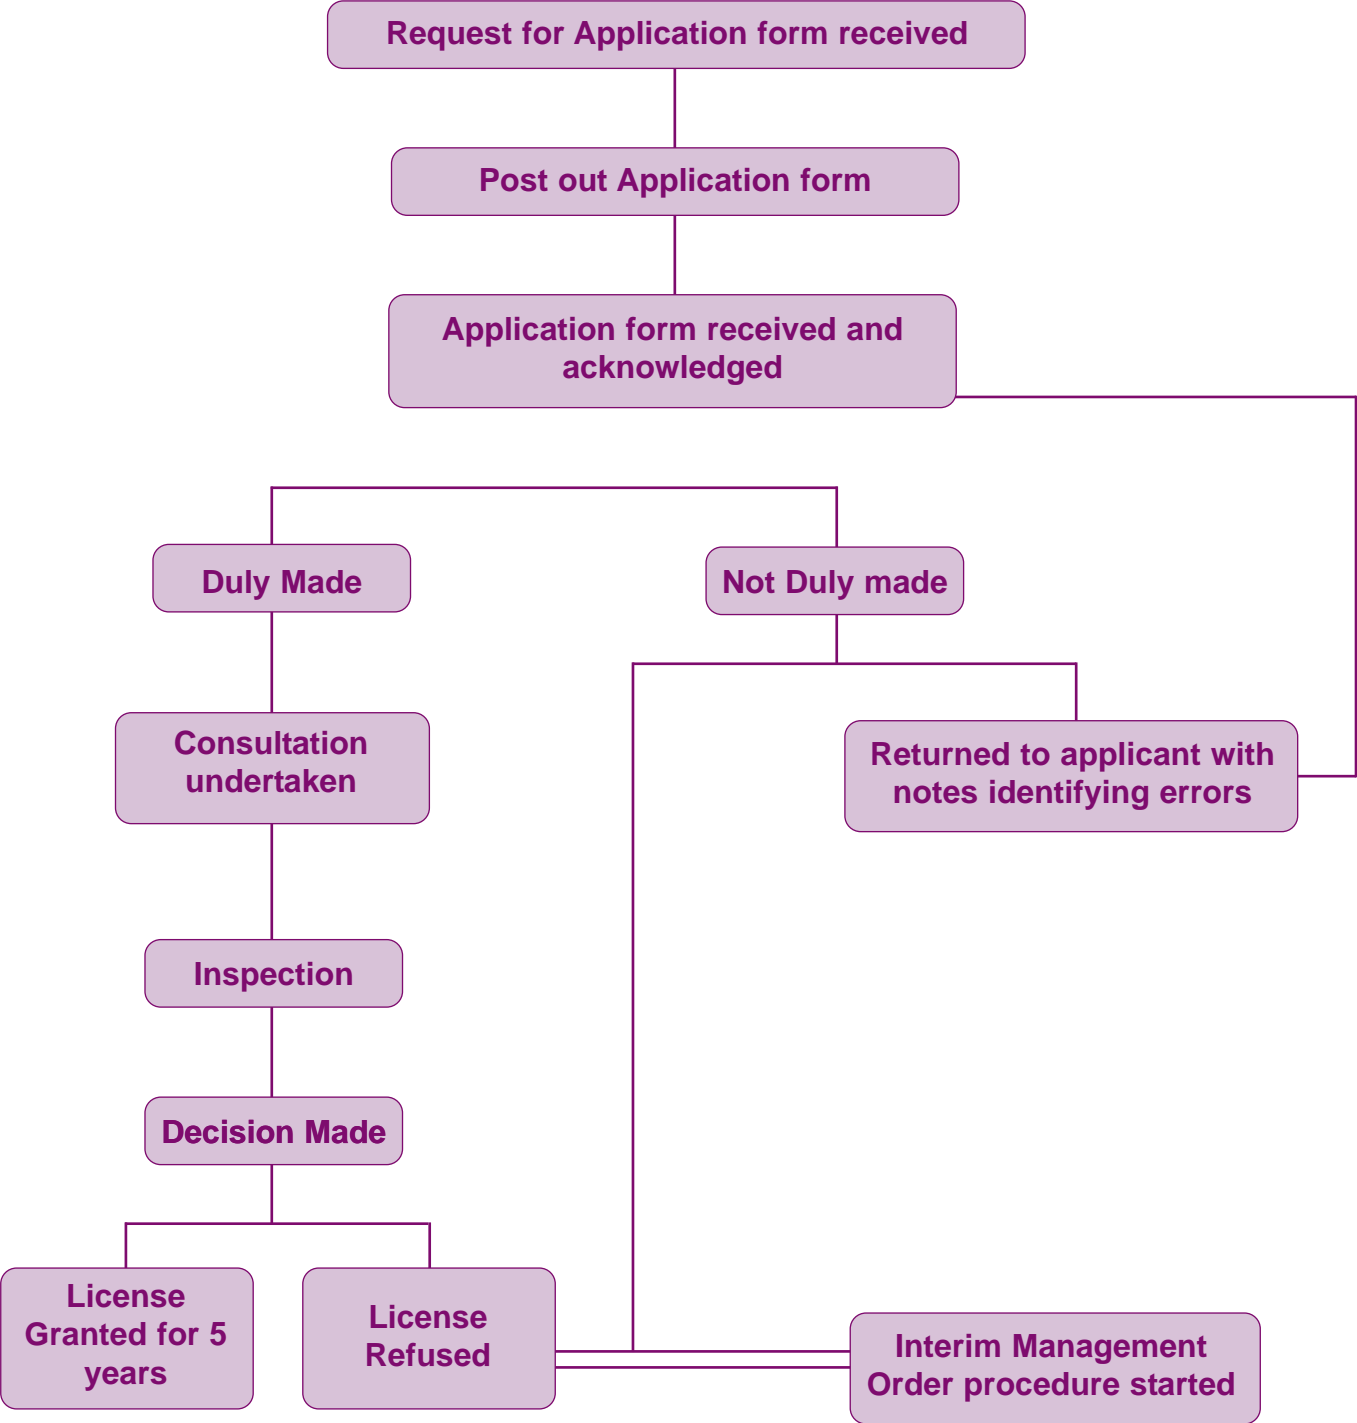 Request for Application form received
Post out Application form
Application form received and
acknowledged
Duly Made
Not Duly made
Consultation
undertaken
Returned to applicant with
notes identifying errors
Inspection
Decision Made
License
Granted for 5
years
License
Refused
Interim Management
Order procedure started